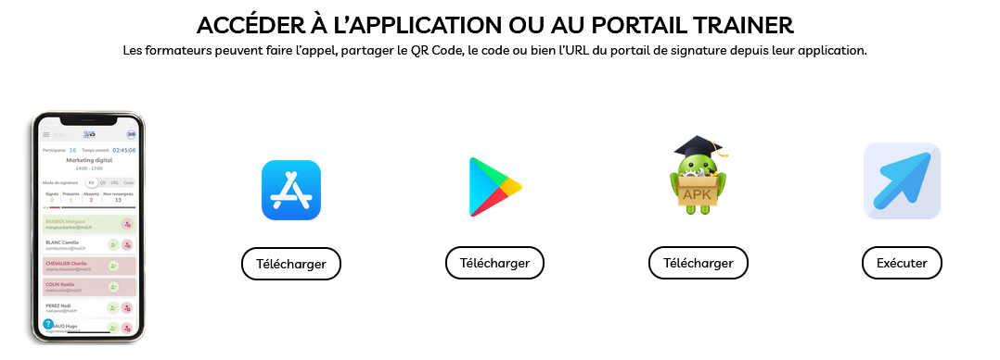 ACCÉDER À L'APPLICATION OU AU PORTAIL TRAINER
Les formateurs peuvent faire l'appel, partager le QR Code, le code ou bien l'URL du portail de signature depuis leur application.
Participants 16 Temps restant 02:45:06
Marketing digital
14:00 - 17:00
Mode de signature QR URL Code
Signés Présents Absents Non renseignés
0 1 2 13
BARBIER Margaux
margaux.barbier@mail.fr
BLANC Camille
camille.blanc@mail.fr
CHEVALIER Charlie
charlie.chevalier@mail.fr
COLIN Noélie
noelie.colin@mail.fr
PEREZ Noël
noel.perez@mail.fr
?
AUD Hugo
APK
Télécharger
Télécharger
Télécharger
Exécuter